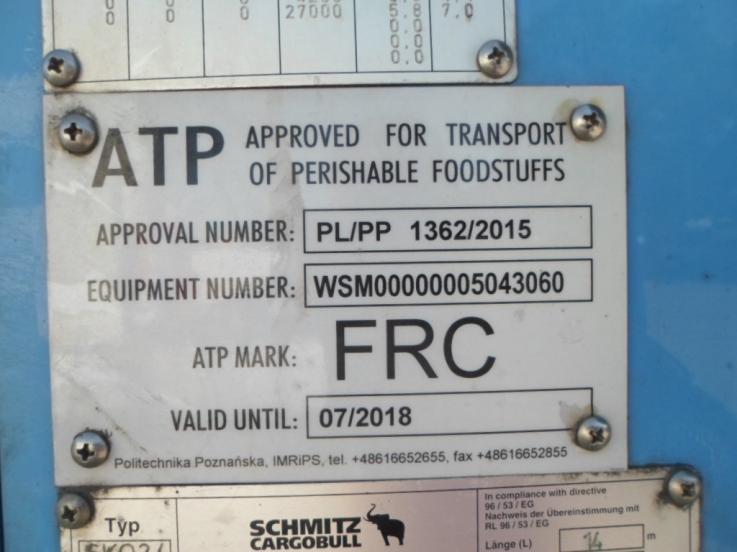 0 0 0 27000 5.8 7.0
0 0 0 0.0
0.0
0.0
ATP APPROVED FOR TRANSPORT
OF PERISHABLE FOODSTUFFS
APPROVAL NUMBER: PL/PP 1362/2015
EQUIPMENT NUMBER: WSM00000005043060
ATP MARK: FRC
VALID UNTIL: 07/2018
Politechnika Poznańska, IMRiPS, tel. +48616652655, fax +48616652855
Typ
SCHMITZ
CARGOBULL
In compliance with directive
96 / 53 / EG
Nachweis der Übereinstimmung mit
RL 96 / 53 / EG
Länge (L) 14 m